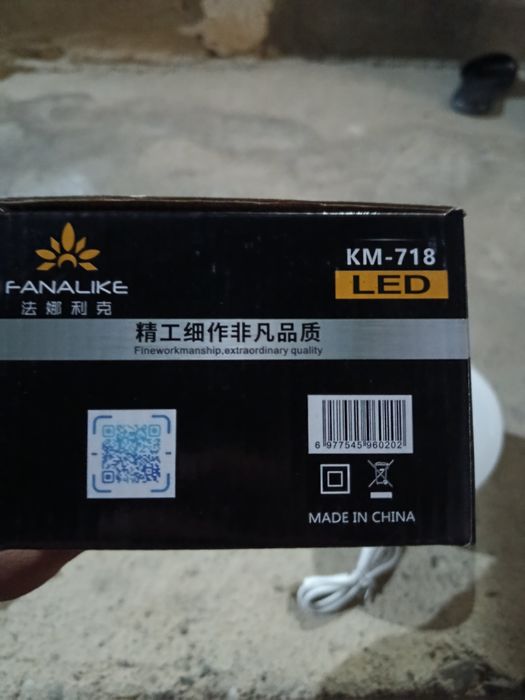 FANALIKE
法娜利克
KM-718
LED
精工细作非凡品质
Fineworkmanship,extraordinary quality
6 977545 960202
MADE IN CHINA